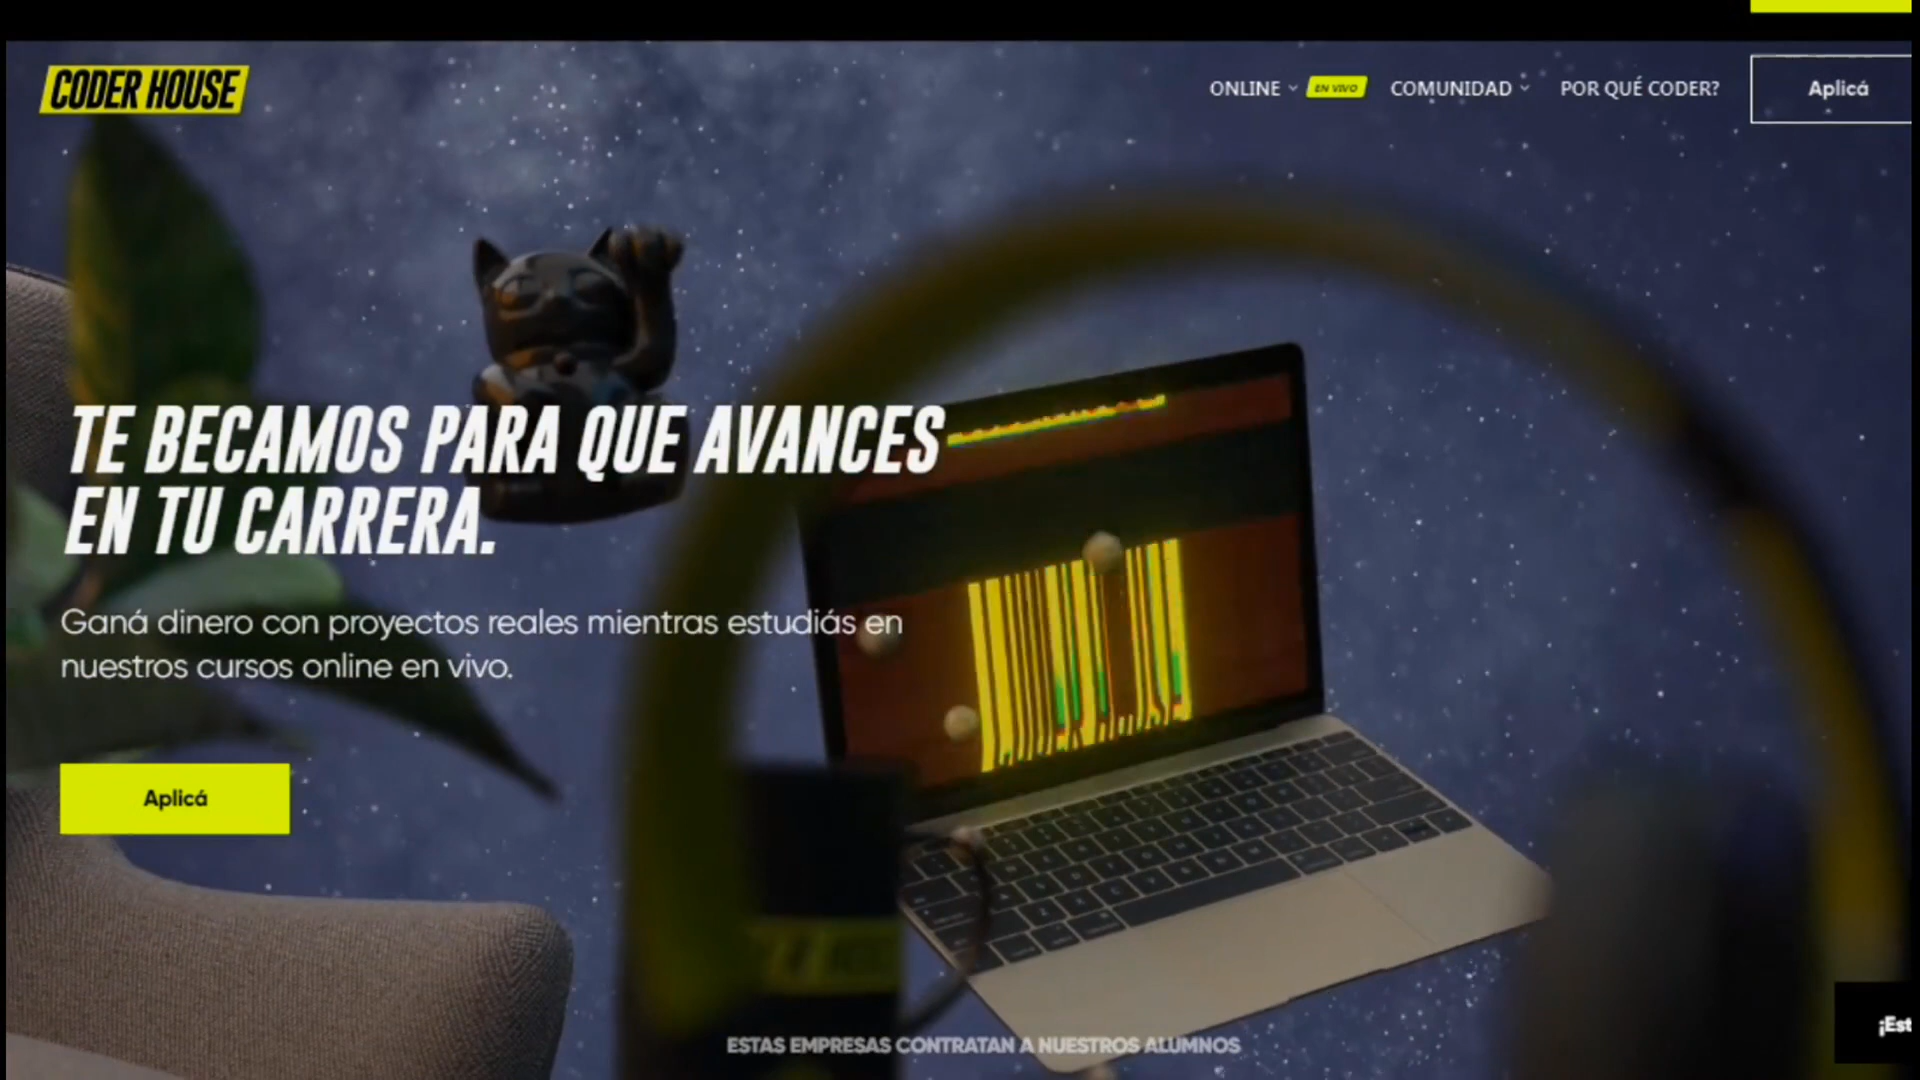 CODER HOUSE
ONLINE EN VIVO COMUNIDAD POR QUÉ CODER? Aplicá
TE BECAMOS PARA QUE AVANCES
EN TU CARRERA.
Ganá dinero con proyectos reales mientras estudiás en
nuestros cursos online en vivo.
Aplicá
¡Est
ESTAS EMPRESAS CONTRATAN A NUESTROS ALUMNOS